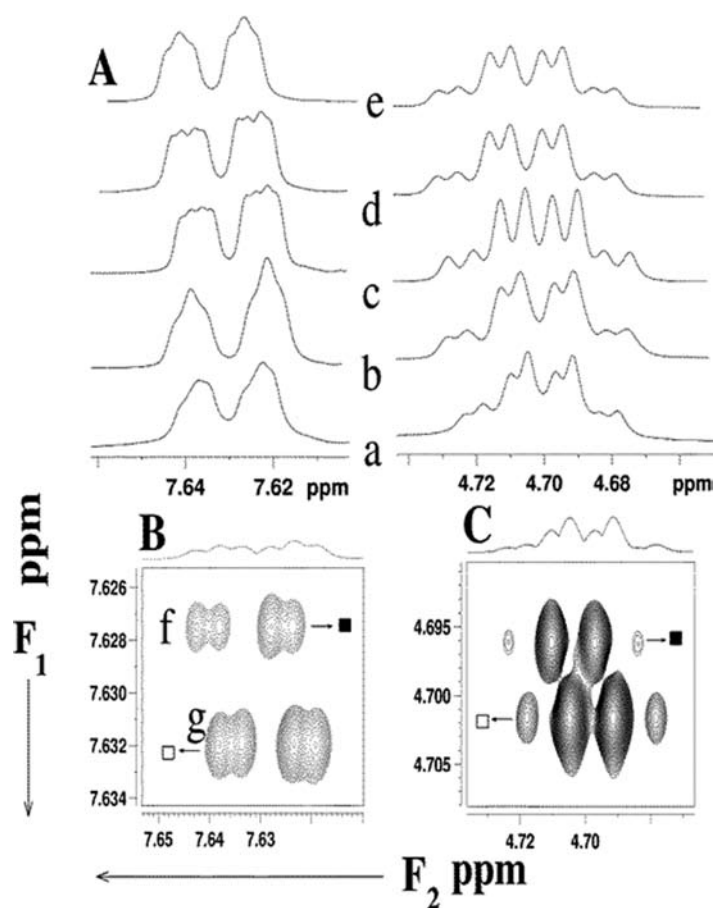 A
e
d
c
b
a
7.64 7.62 ppm
4.72 4.70 4.68 ppm
B
C
ppm
F1
7.626
7.628
7.630
7.632
7.634
f
g
7.65 7.64 7.63
4.695
4.700
4.705
4.72 4.70
F2 ppm